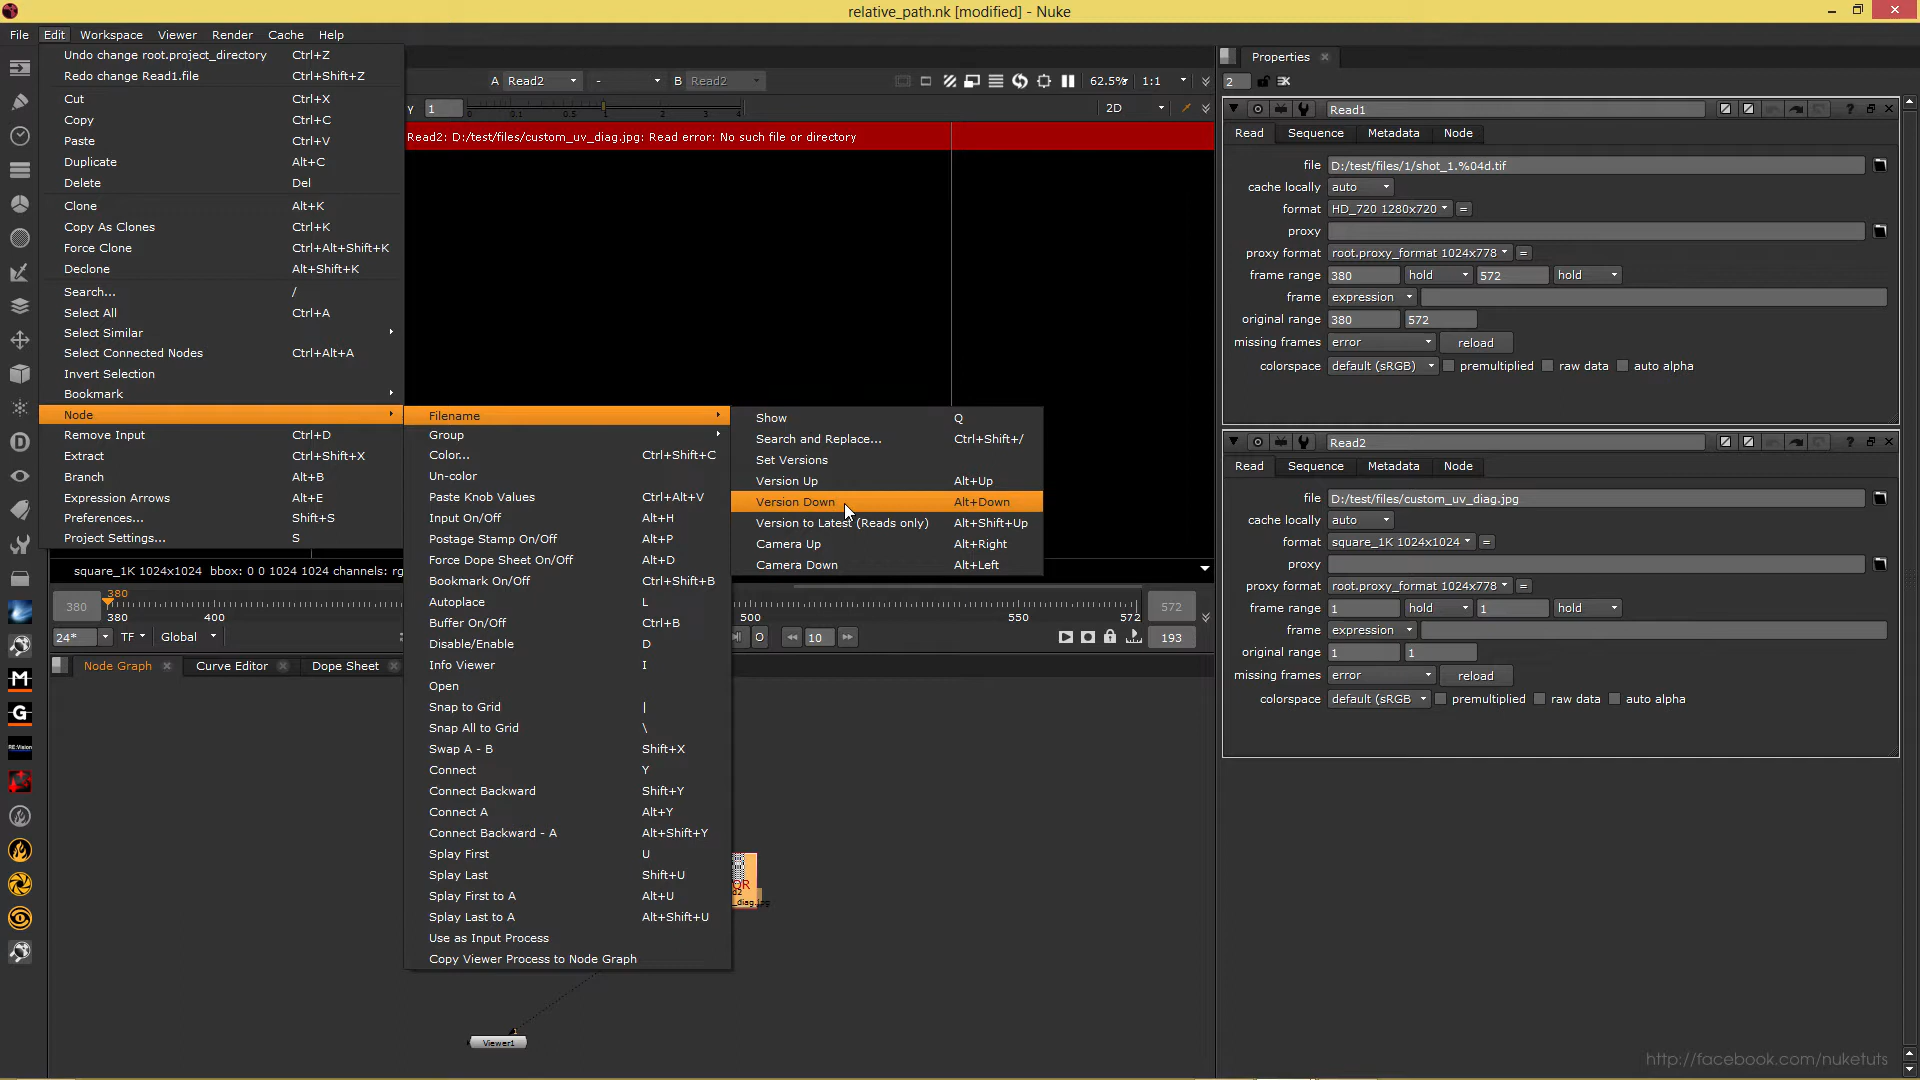 relative_path.nk [modified] - Nuke
File Edit Workspace Viewer Render Cache Help
Undo change root.project_directory Ctrl+Z
Redo change Read1.file Ctrl+Shift+Z
Cut Ctrl+X
Copy Ctrl+C
Paste Ctrl+V
Duplicate Alt+C
Delete Del
Clone Alt+K
Copy As Clones Ctrl+K
Force Clone Ctrl+Alt+Shift+K
Declone Alt+Shift+K
Search... /
Select All Ctrl+A
Select Similar
Select Connected Nodes Ctrl+Alt+A
Invert Selection
Bookmark
Node
Remove Input Ctrl+D
Extract Ctrl+Shift+X
Branch Alt+B
Expression Arrows Alt+E
Preferences... Shift+S
Project Settings... S
Filename
Group
Color... Ctrl+Shift+C
Un-color
Paste Knob Values Ctrl+Alt+V
Input On/Off Alt+H
Postage Stamp On/Off Alt+P
Force Dope Sheet On/Off Alt+D
Bookmark On/Off Ctrl+Shift+B
Autoplace L
Buffer On/Off Ctrl+B
Disable/Enable D
Info Viewer I
Open
Snap to Grid |
Snap All to Grid \
Swap A - B Shift+X
Connect Y
Connect Backward Shift+Y
Connect A Alt+Y
Connect Backward - A Alt+Shift+Y
Splay First U
Splay Last Shift+U
Splay First to A Alt+U
Splay Last to A Alt+Shift+U
Use as Input Process
Copy Viewer Process to Node Graph
Show Q
Search and Replace... Ctrl+Shift+/
Set Versions
Version Up Alt+Up
Version Down Alt+Down
Version to Latest (Reads only) Alt+Shift+Up
Camera Up Alt+Right
Camera Down Alt+Left
A Read2 - B Read2 62.5% 1:1
y 1 0 0.1 0.5 1 2 3 4 2D
Read2: D:/test/files/custom_uv_diag.jpg: Read error: No such file or directory
square_1K 1024x1024 bbox: 0 0 1024 1024 channels: rg
380 380 380 400 500 550 572 572
24* TF Global O 10 193
Node Graph Curve Editor Dope Sheet
OR
_diag.jpg
Viewer1
Properties
2
Read1
Read Sequence Metadata Node
file D:/test/files/1/shot_1.%04d.tif
cache locally auto
format HD_720 1280x720 =
proxy
proxy format root.proxy_format 1024x778 =
frame range 380 hold 572 hold
frame expression
original range 380 572
missing frames error reload
colorspace default (sRGB) premultiplied raw data auto alpha
Read2
Read Sequence Metadata Node
file D:/test/files/custom_uv_diag.jpg
cache locally auto
format square_1K 1024x1024 =
proxy
proxy format root.proxy_format 1024x778 =
frame range 1 hold 1 hold
frame expression
original range 1 1
missing frames error reload
colorspace default (sRGB premultiplied raw data auto alpha
http://facebook.com/nuketuts